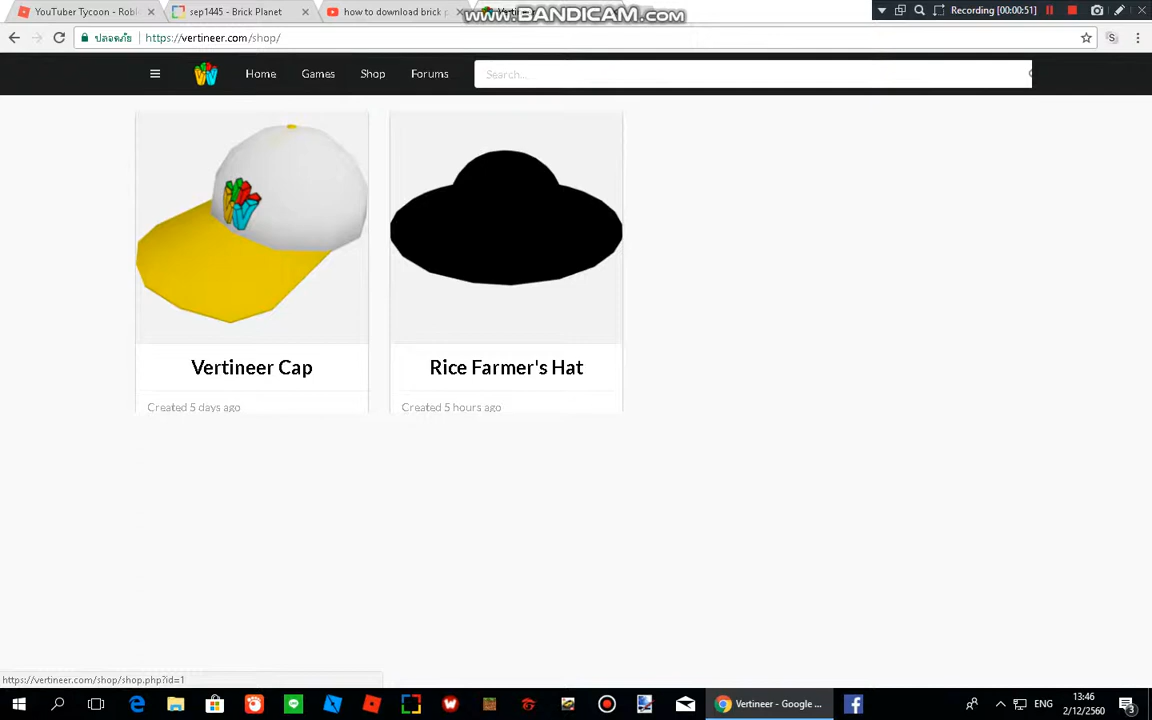 YouTuber Tycoon - Robl
sep1445 - Brick Planet
how to download brick p
www.BANDICAM.com
Recording [00:00:51]
ปลอดภัย
https://vertineer.com/shop/
Home
Games
Shop
Forums
Search...
Vertineer Cap
Rice Farmer's Hat
Created 5 days ago
Created 5 hours ago
https://vertineer.com/shop/shop.php?id=1
Vertineer - Google ...
ENG
13:46
2/12/2560
3